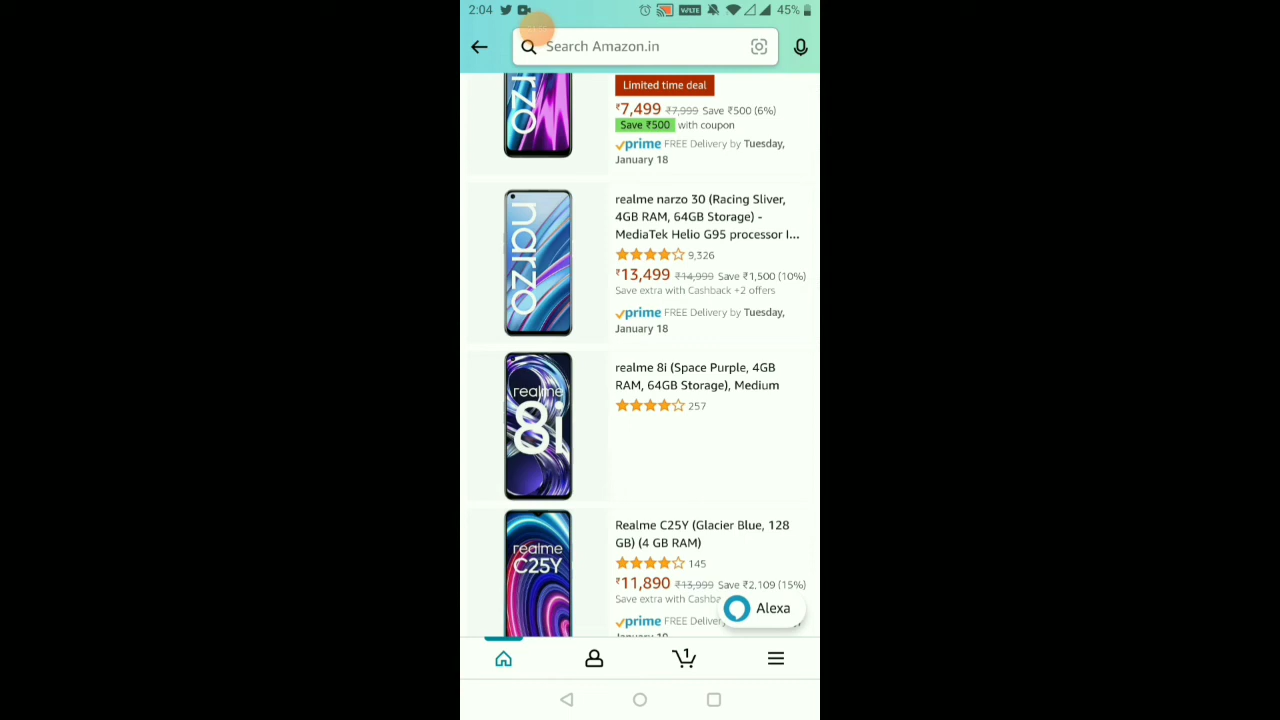 2:04 VoLTE 45%
Search Amazon.in
rzo
Limited time deal
₹7,499 ₹7,999 Save ₹500 (6%)
Save ₹500 with coupon
prime FREE Delivery by Tuesday,
January 18
narzo
realme narzo 30 (Racing Sliver,
4GB RAM, 64GB Storage) -
MediaTek Helio G95 processor I...
9,326
₹13,499 ₹14,999 Save ₹1,500 (10%)
Save extra with Cashback +2 offers
prime FREE Delivery by Tuesday,
January 18
realme
8i
realme 8i (Space Purple, 4GB
RAM, 64GB Storage), Medium
257
realme
C25Y
Realme C25Y (Glacier Blue, 128
GB) (4 GB RAM)
145
₹11,890 ₹13,999 Save ₹2,109 (15%)
Save extra with Cashba
prime FREE Deliver
Alexa
1